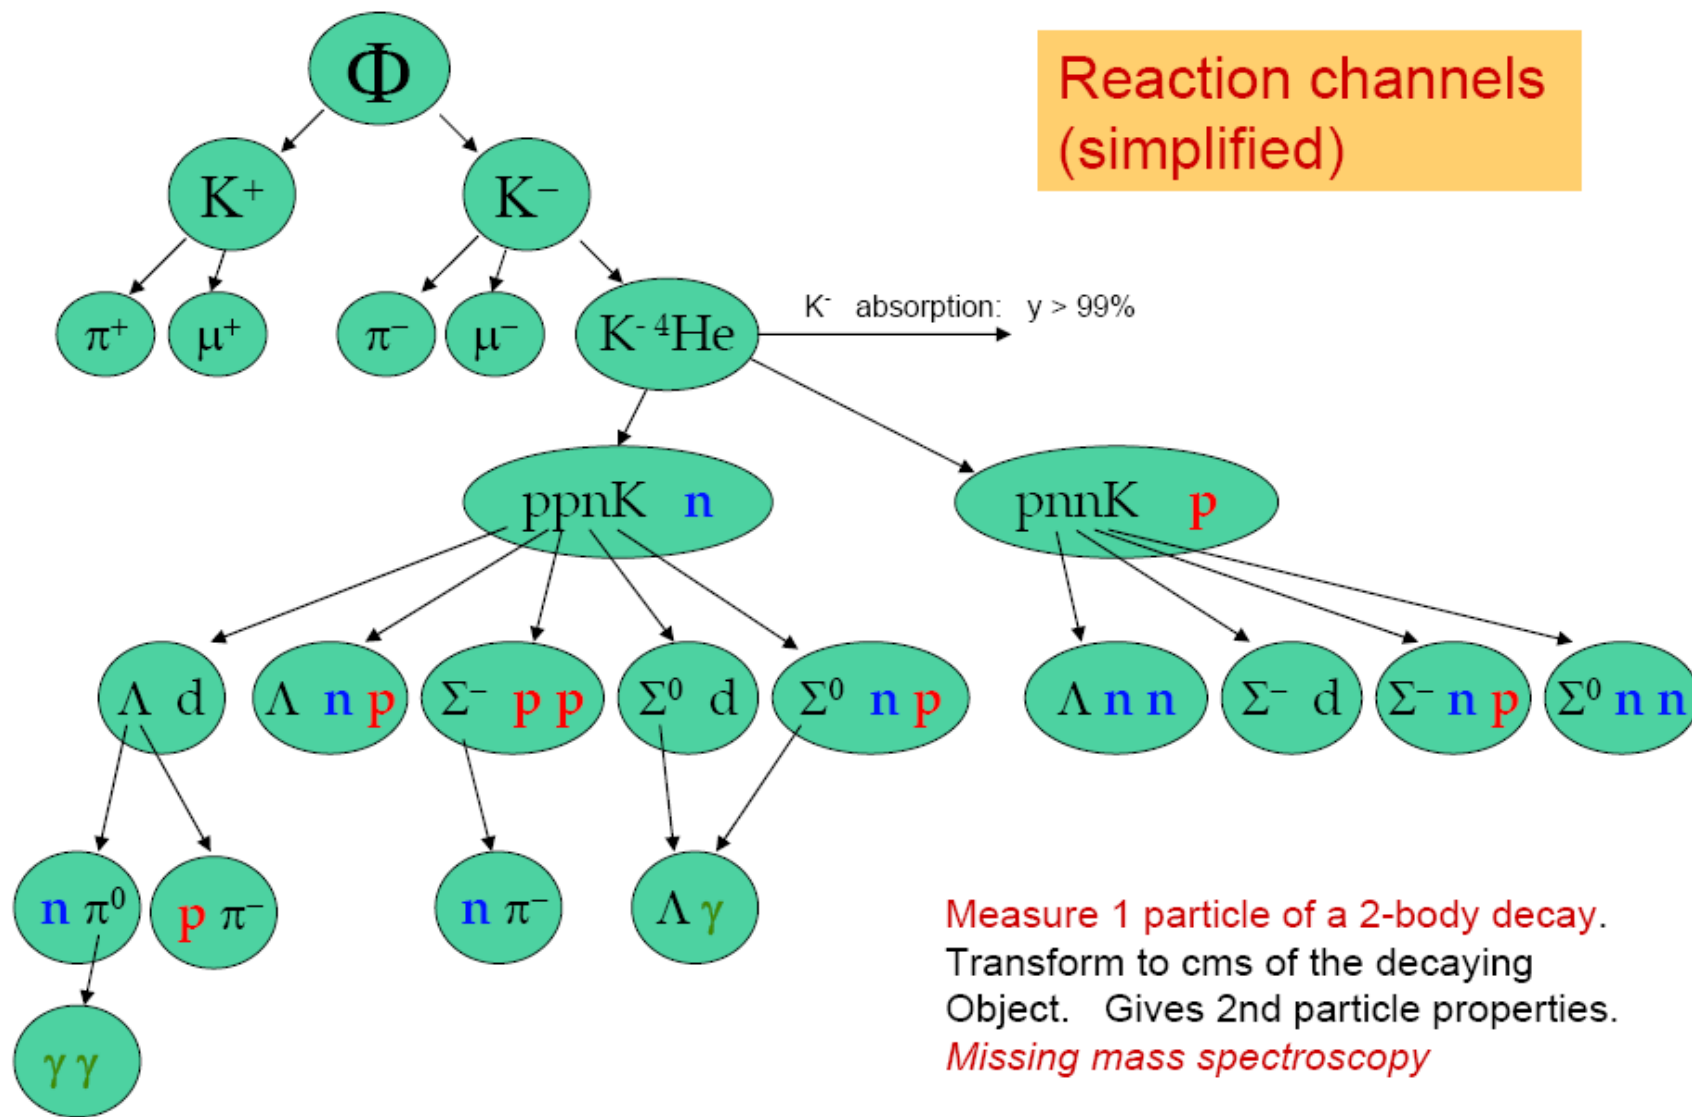 Φ
Reaction channels
(simplified)
K⁺
K⁻
π⁺
μ⁺
π⁻
μ⁻
K⁻ ⁴He
K⁻ absorption: y > 99%
ppnK n
pnnK p
Λ d
Λ n p
Σ⁻ p p
Σ⁰ d
Σ⁰ n p
Λ n n
Σ⁻ d
Σ⁻ n p
Σ⁰ n n
n π⁰
p π⁻
n π⁻
Λ γ
γ γ
Measure 1 particle of a 2-body decay.
Transform to cms of the decaying
Object. Gives 2nd particle properties.
Missing mass spectroscopy